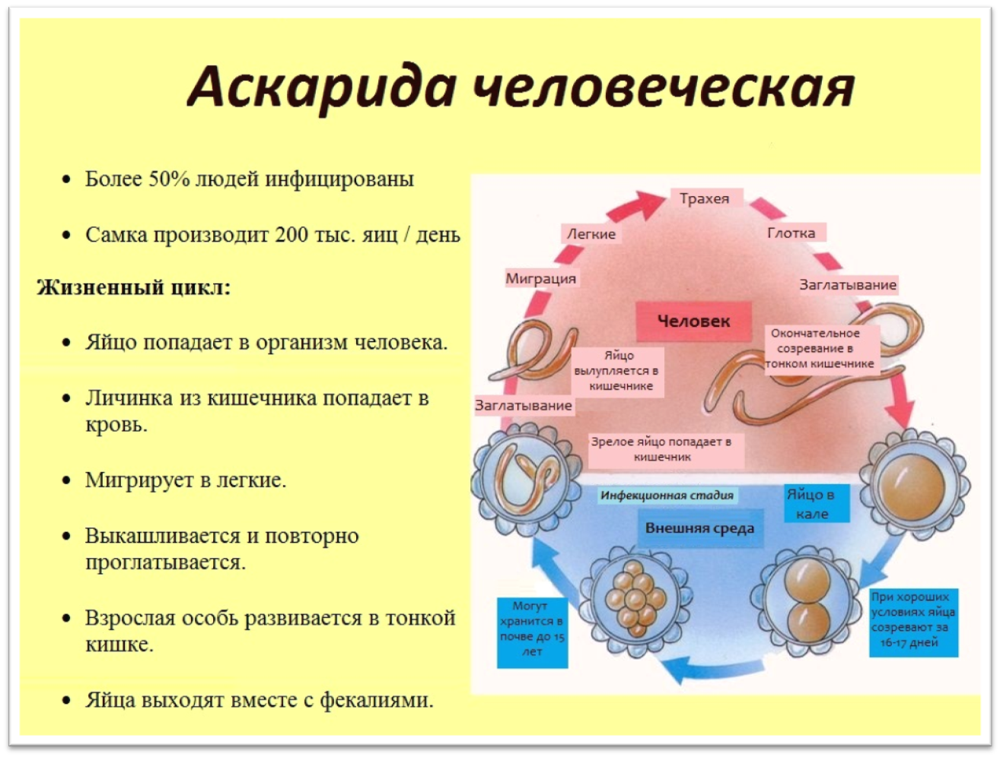 Аскарида человеческая
• Более 50% людей инфицированы
• Самка производит 200 тыс. яиц / день
Жизненный цикл:
• Яйцо попадает в организм человека.
• Личинка из кишечника попадает в
кровь.
• Мигрирует в легкие.
• Выкашливается и повторно
проглатывается.
• Взрослая особь развивается в тонкой
кишке.
• Яйца выходят вместе с фекалиями.
Трахея
Легкие
Глотка
Миграция
Заглатывание
Человек
Окончательное
созревание в
тонком кишечнике
Яйцо
вылупляется в
кишечнике
Заглатывание
Зрелое яйцо попадает в
кишечник
Инфекционная стадия
Яйцо в
кале
Внешняя среда
Могут
хранится в
почве до 15
лет
При хороших
условиях яйца
созревают за
16-17 дней